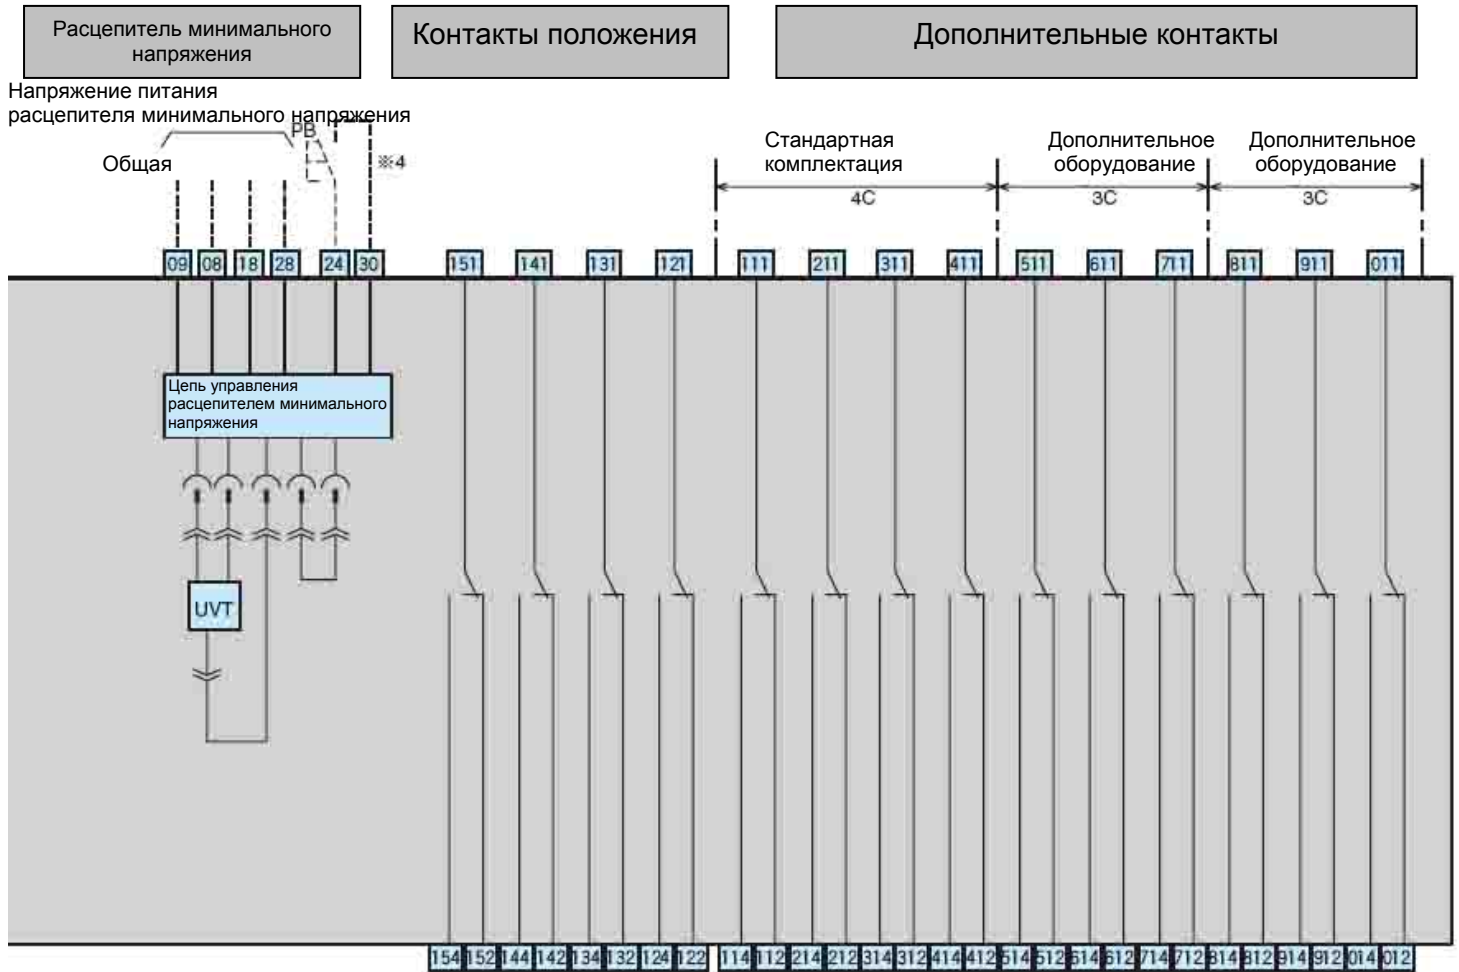 Расцепитель минимального
напряжения
Контакты положения
Дополнительные контакты
Напряжение питания
расцепителя минимального напряжения
PB
Общая
※4
Стандартная
комплектация
Дополнительное
оборудование
Дополнительное
оборудование
4C
3C
3C
09 08 18 28 24 30 151 141 131 121 111 211 311 411 511 611 711 811 911 011
Цепь управления
расцепителем минимального
напряжения
UVT
154 152 144 142 134 132 124 122 114 112 214 212 314 312 414 412 514 512 614 612 714 712 814 812 914 912 014 012